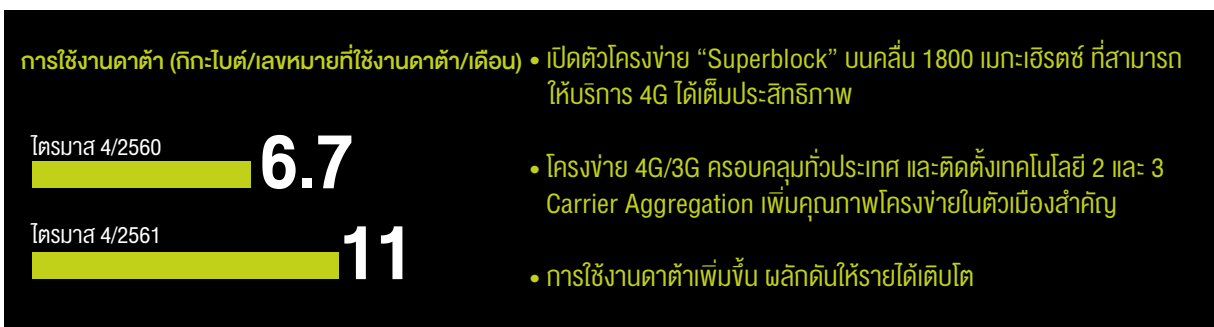 การใช้งานดาต้า (กิกะไบต์/เลขหมายที่ใช้งานดาต้า/เดือน)
ไตรมาส 4/2560
6.7
ไตรมาส 4/2561
11
• เปิดตัวโครงข่าย “Superblock” บนคลื่น 1800 เมกะเฮิรตซ์ ที่สามารถ
ให้บริการ 4G ได้เต็มประสิทธิภาพ
• โครงข่าย 4G/3G ครอบคลุมทั่วประเทศ และติดตั้งเทคโนโลยี 2 และ 3
Carrier Aggregation เพิ่มคุณภาพโครงข่ายในตัวเมืองสำคัญ
• การใช้งานดาต้าเพิ่มขึ้น ผลักดันให้รายได้เติบโต